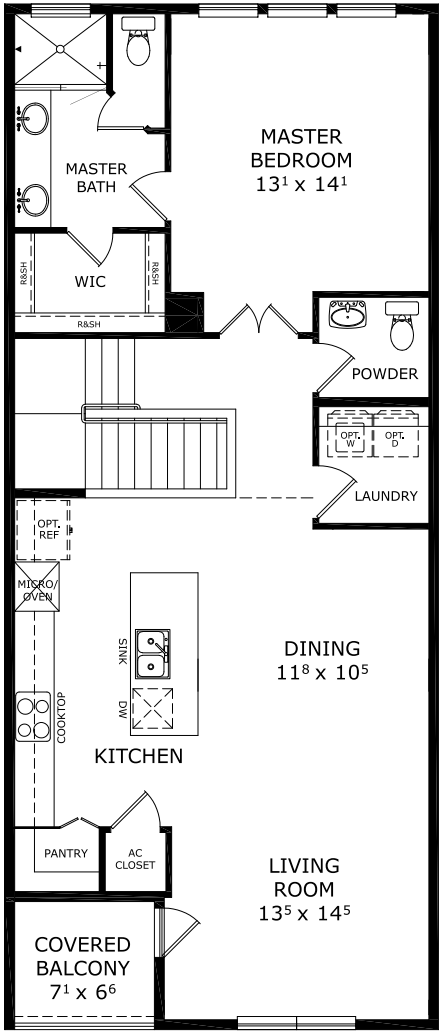 MASTER
BEDROOM
13¹ x 14¹
MASTER
BATH
R&SH
WIC
R&SH
R&SH
POWDER
OPT.
W
OPT.
D
LAUNDRY
OPT.
REF
MICRO/
OVEN
SINK
DINING
11⁸ x 10⁵
COOKTOP
DW
KITCHEN
PANTRY
AC
CLOSET
LIVING
ROOM
13⁵ x 14⁵
COVERED
BALCONY
7¹ x 6⁶